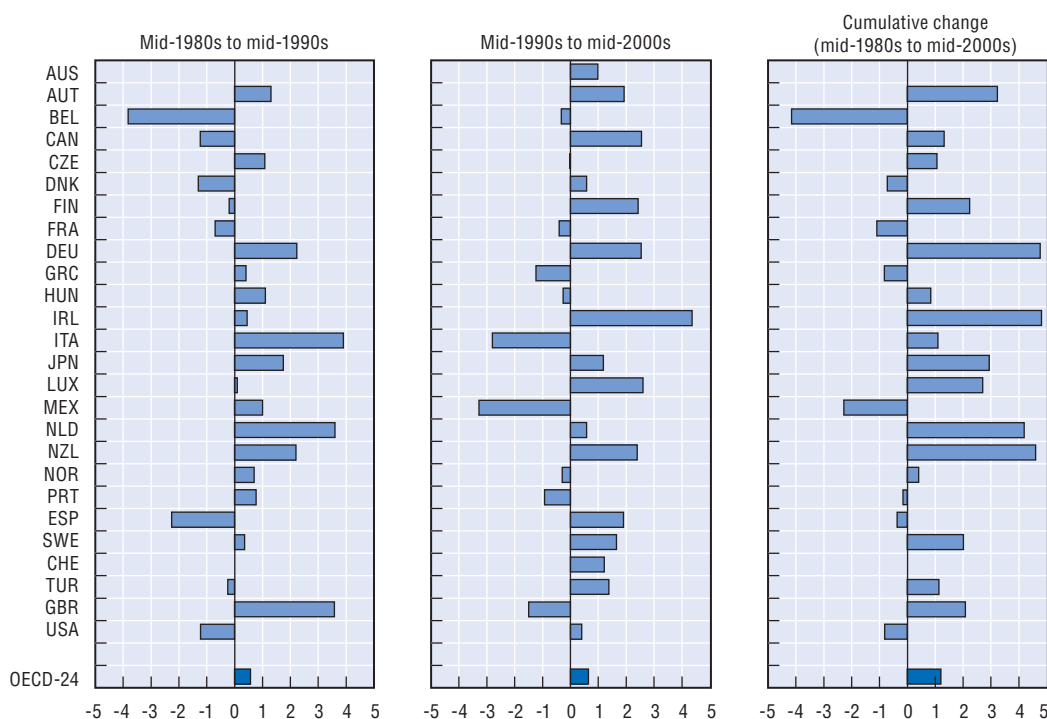 Mid-1980s to mid-1990s
Mid-1990s to mid-2000s
Cumulative change
(mid-1980s to mid-2000s)
AUS
AUT
BEL
CAN
CZE
DNK
FIN
FRA
DEU
GRC
HUN
IRL
ITA
JPN
LUX
MEX
NLD
NZL
NOR
PRT
ESP
SWE
CHE
TUR
GBR
USA
OECD-24
-5 -4 -3 -2 -1 0 1 2 3 4 5
-5 -4 -3 -2 -1 0 1 2 3 4 5
-5 -4 -3 -2 -1 0 1 2 3 4 5